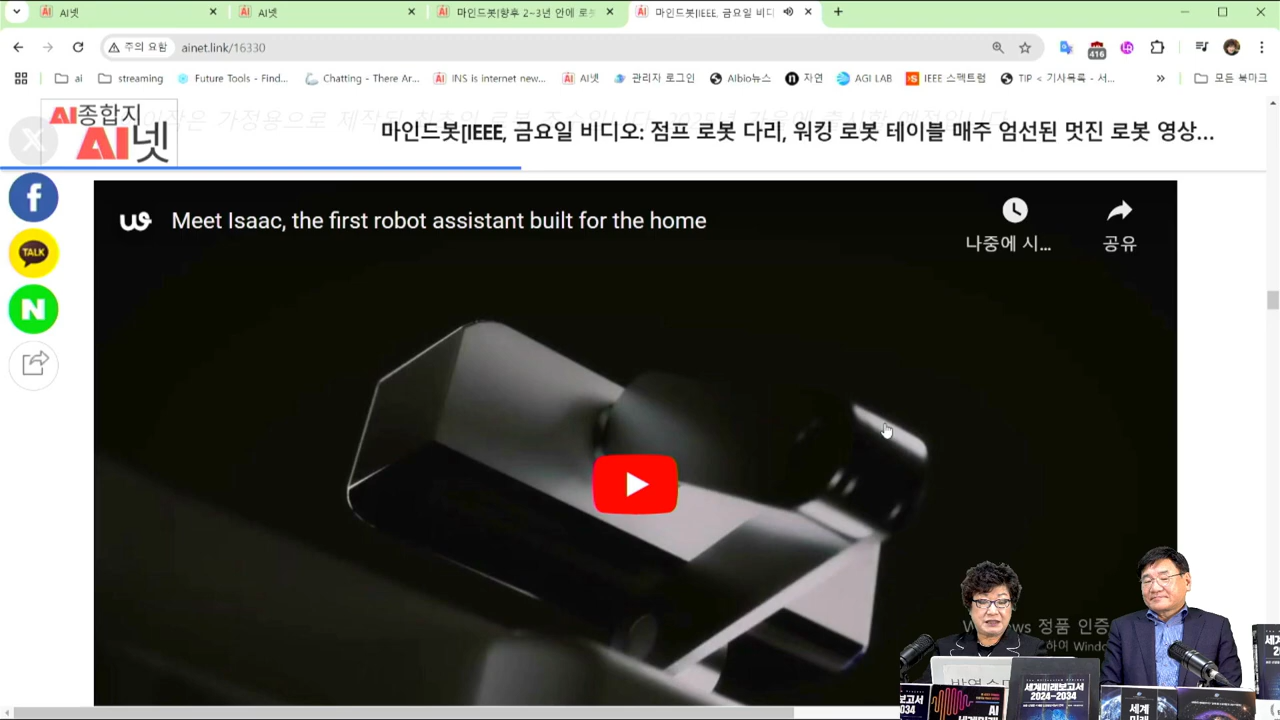 AI넷
AI넷
마인드봇[향후 2~3년 안에 로봇
마인드봇[IEEE, 금요일 비디
주의 요함
ainet.link/16330
416
ai
streaming
Future Tools - Find...
Chatting - There Ar...
INS is internet new...
AI넷
관리자 로그인
Albio뉴스
자연
AGI LAB
IEEE 스펙트럼
TIP < 기사목록 - 서...
모든 북마크
AI종합지
AI넷
마인드봇[IEEE, 금요일 비디오: 점프 로봇 다리, 워킹 로봇 테이블 매주 엄선된 멋진 로봇 영상...
f
TALK
N
Meet Isaac, the first robot assistant built for the home
나중에 시...
공유
정품 인증
세계미래보고서
2024-2034
AI
세계